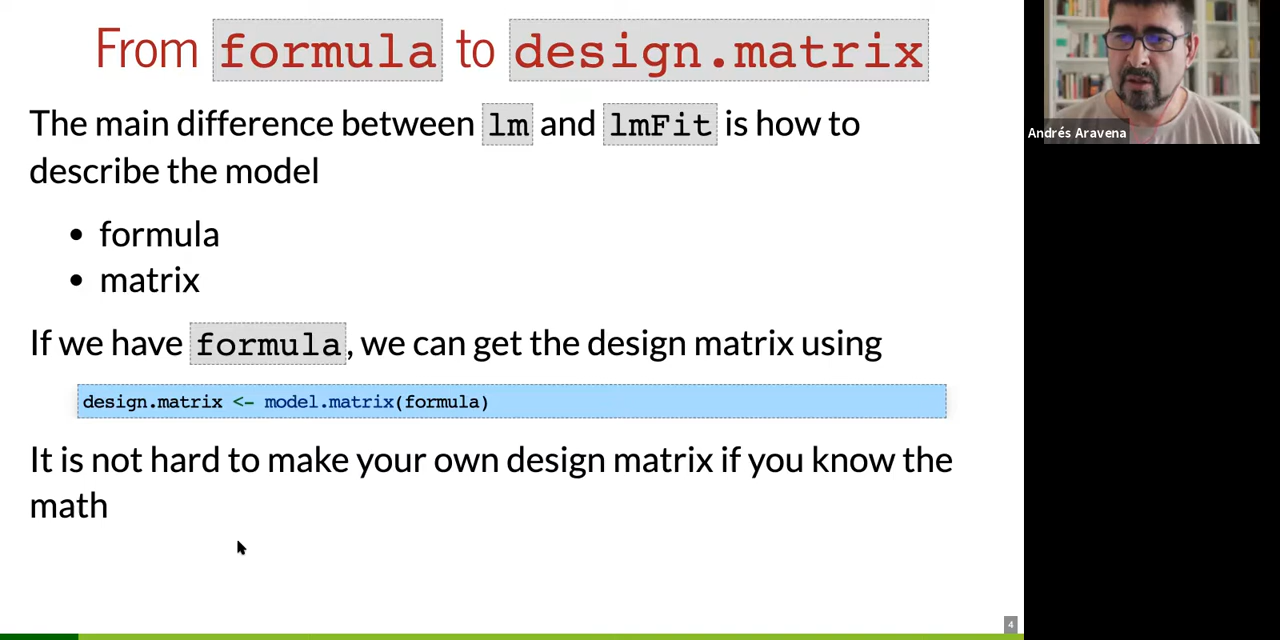 From formula to design.matrix
The main difference between lm and lmFit is how to
describe the model
• formula
• matrix
If we have formula, we can get the design matrix using
design.matrix <- model.matrix(formula)
It is not hard to make your own design matrix if you know the
math
4
Andrés Aravena